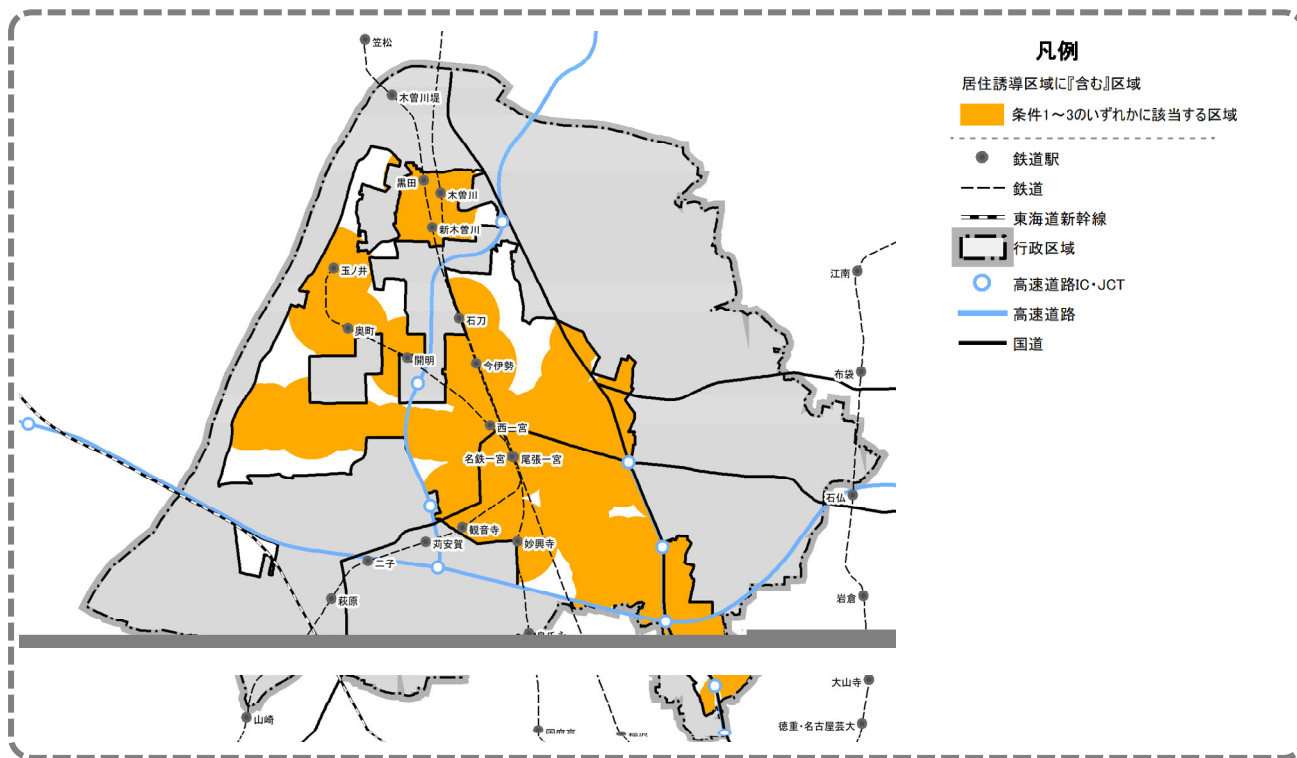 凡例
居住誘導区域に『含む』区域
条件1～3のいずれかに該当する区域
鉄道駅
鉄道
東海道新幹線
行政区域
高速道路IC・JCT
高速道路
国道
笠松
木曽川堤
黒田
木曽川
新木曽川
玉ノ井
江南
石刀
奥町
開明
今伊勢
布袋
西一宮
名鉄一宮
尾張一宮
石仏
観音寺
苅安賀
妙興寺
二子
萩原
岩倉
大山寺
山崎
徳重・名古屋芸大